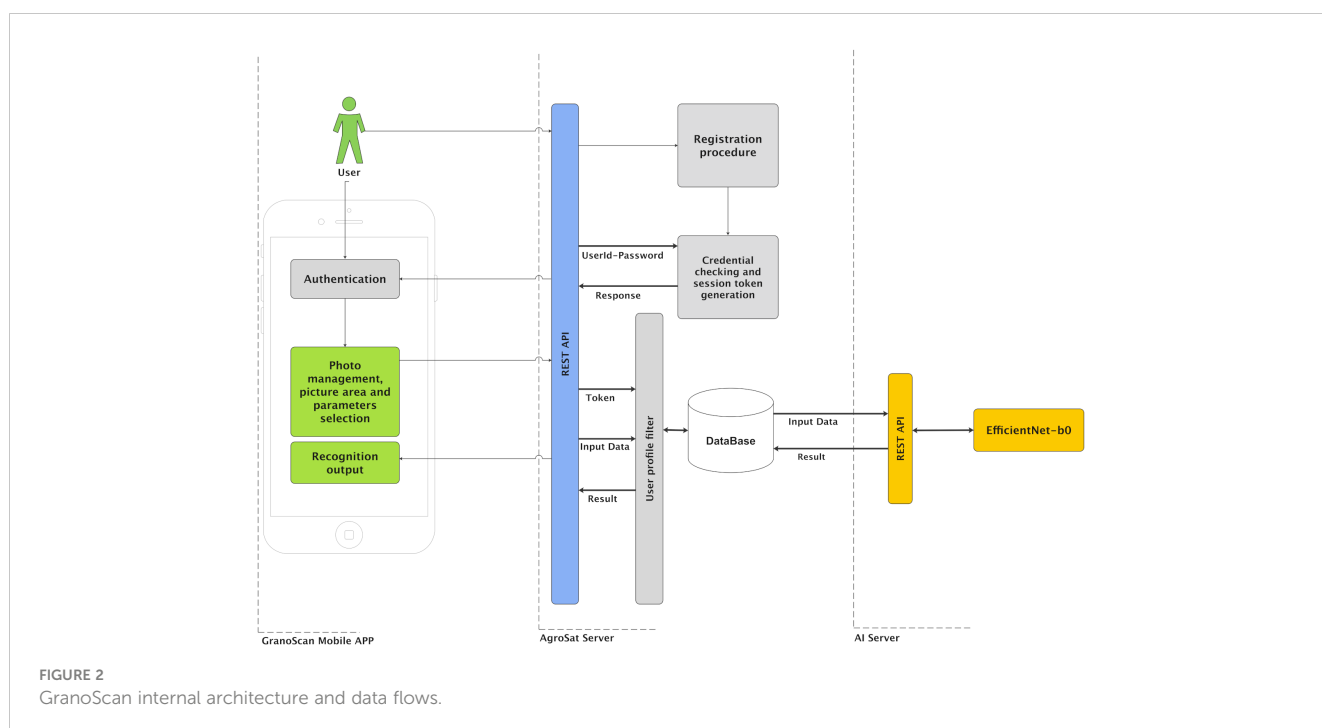 User
Registration
procedure
Authentication
UserId-Password
Credential
checking and
session token
generation
Response
REST API
Photo
management,
picture area and
parameters
selection
Recognition
output
Token
Input Data
Result
User profile filter
DataBase
Input Data
Result
REST API
EfficientNet-b0
GranoScan Mobile APP
AgroSat Server
AI Server
FIGURE 2
GranoScan internal architecture and data flows.